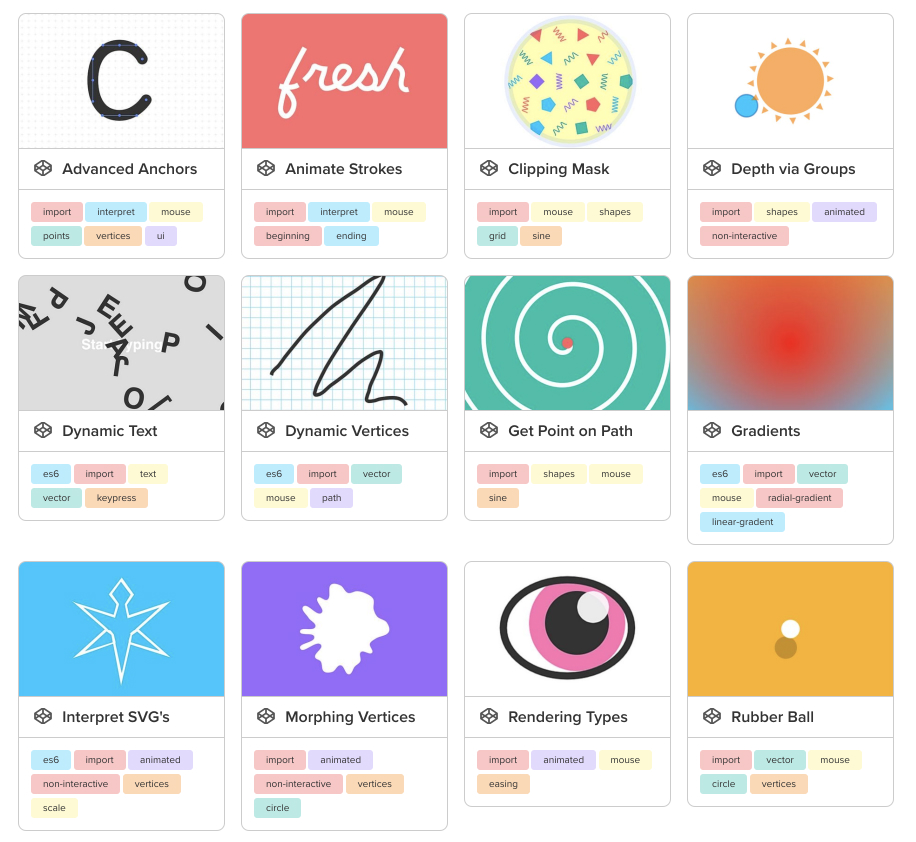 C
fresh
Advanced Anchors
Animate Strokes
Clipping Mask
Depth via Groups
import interpret mouse
points vertices ui
import interpret mouse
beginning ending
import mouse shapes
grid sine
import shapes animated
non-interactive
Dynamic Text
Dynamic Vertices
Get Point on Path
Gradients
es6 import text
vector keypress
es6 import vector
mouse path
import shapes mouse
sine
es6 import vector
mouse radial-gradient
linear-gradent
Interpret SVG's
Morphing Vertices
Rendering Types
Rubber Ball
es6 import animated
non-interactive vertices
scale
import animated
non-interactive vertices
circle
import animated mouse
easing
import vector mouse
circle vertices